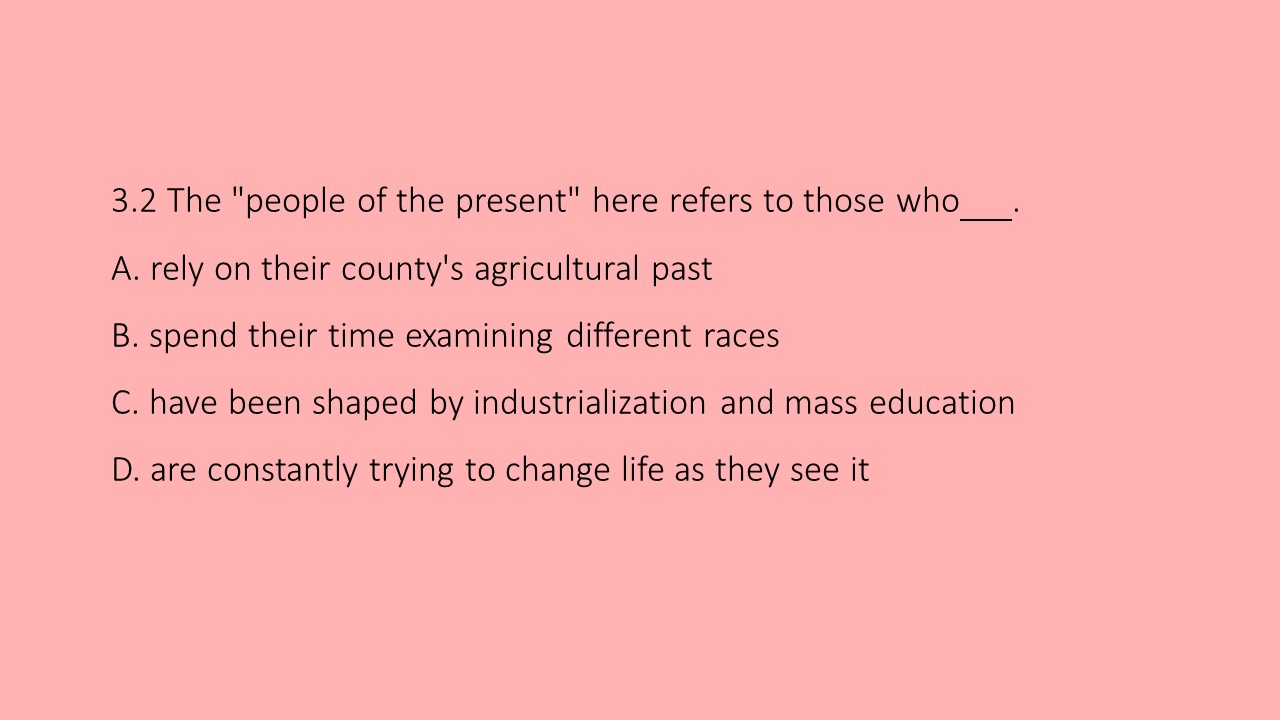 3.2 The "people of the present" here refers to those who___.
A. rely on their county's agricultural past
B. spend their time examining different races
C. have been shaped by industrialization and mass education
D. are constantly trying to change life as they see it